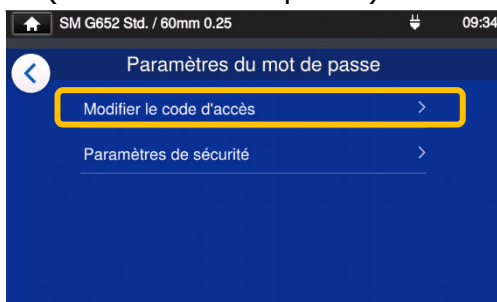 SM G652 Std. / 60mm 0.25 09:34
Paramètres du mot de passe
Modifier le code d'accès
Paramètres de sécurité